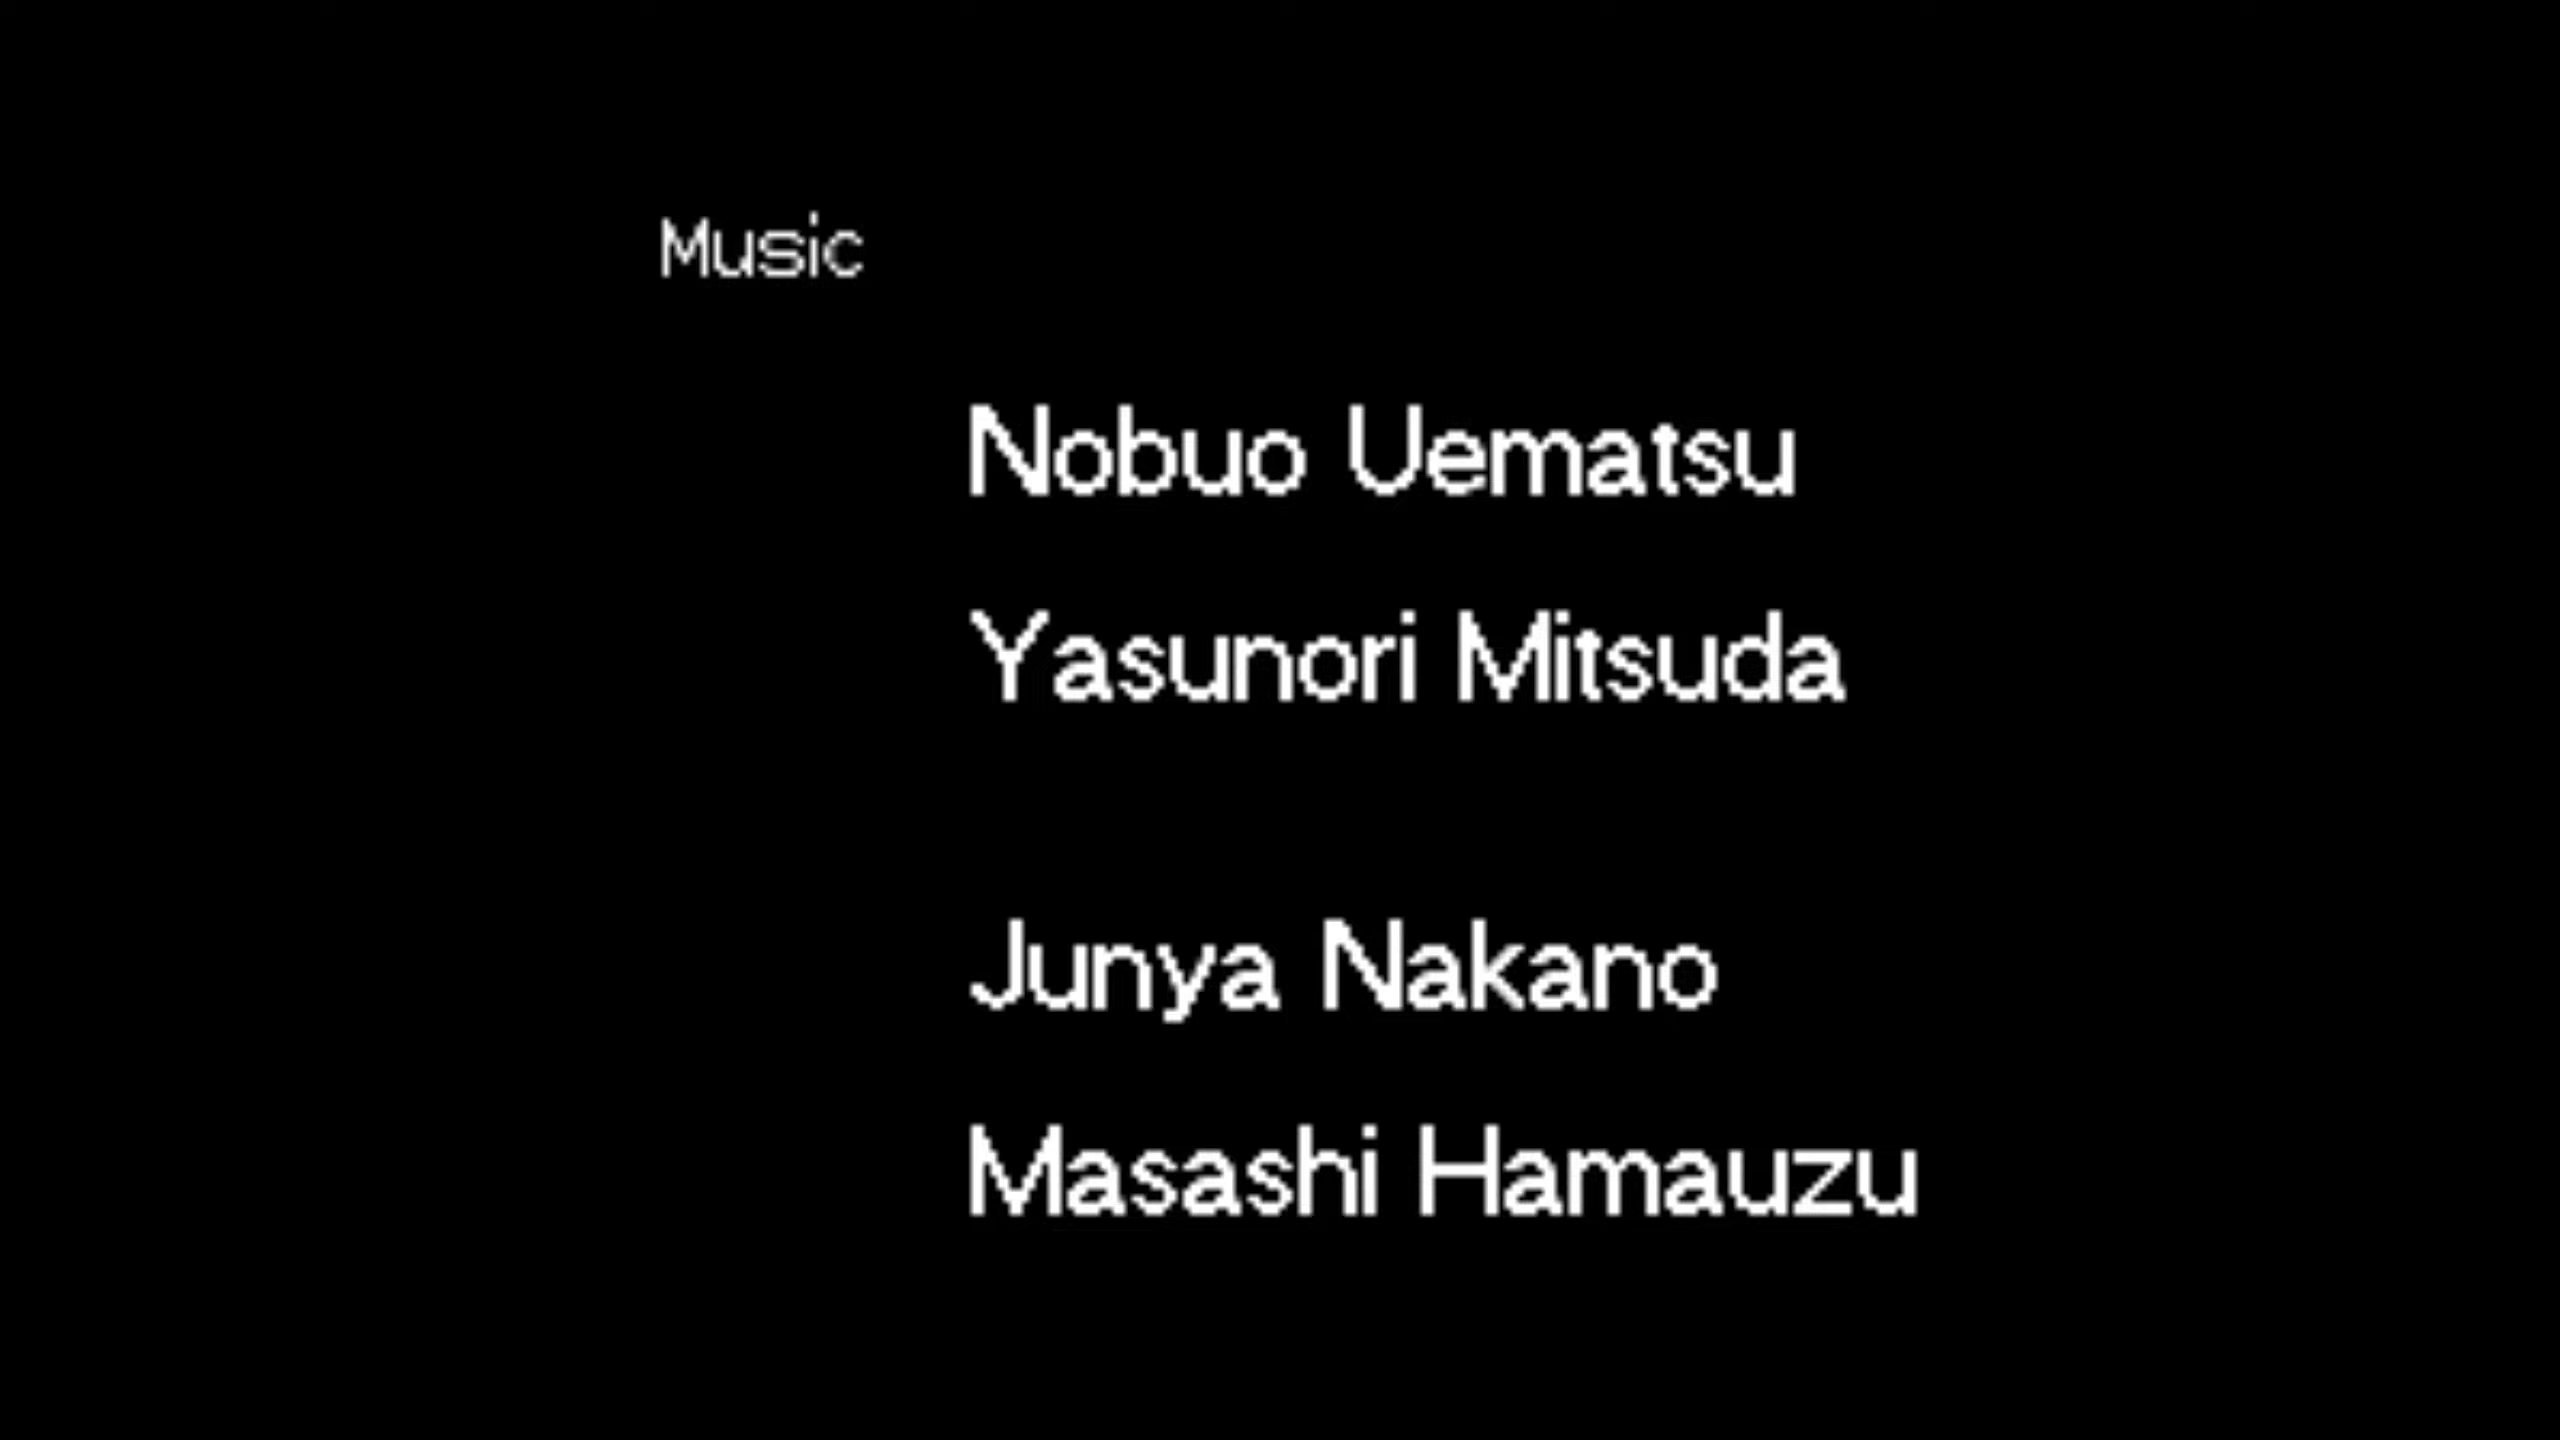 Music
Nobuo Uematsu
Yasunori Mitsuda
Junya Nakano
Masashi Hamauzu